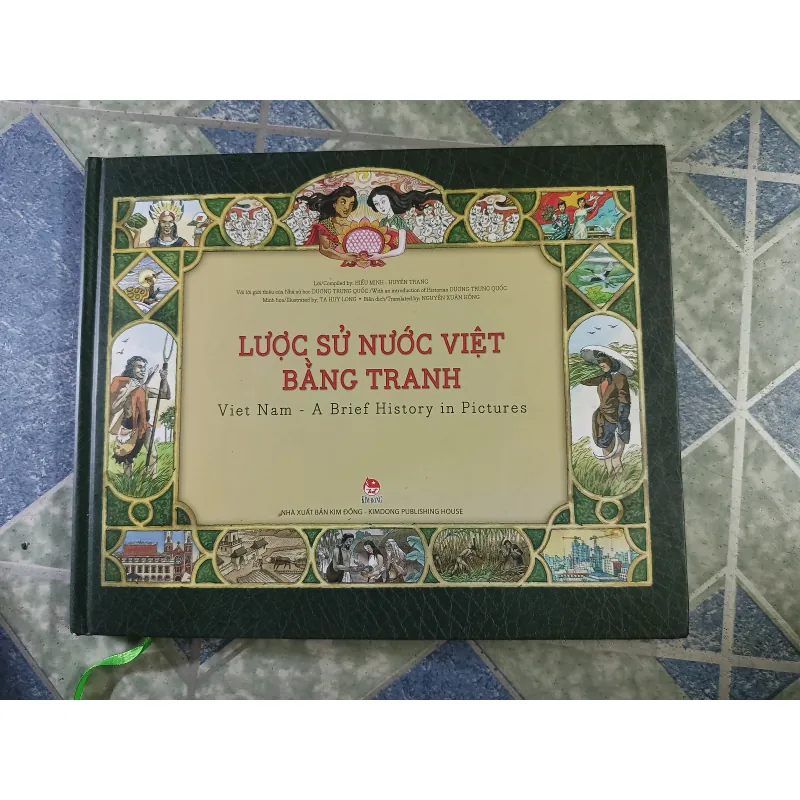 Lời/Compiled by: HIẾU MINH - HUYỀN TRANG
Với lời giới thiệu của Nhà sử học DƯƠNG TRUNG QUỐC /With an introduction of Historian DƯƠNG TRUNG QUỐC
Minh họa/Illustrated by: TẠ HUY LONG • Biên dịch/Translated by: NGUYỄN XUÂN HỒNG
LƯỢC SỬ NƯỚC VIỆT
BẰNG TRANH
Viet Nam - A Brief History in Pictures
KIM ĐỒNG
NHÀ XUẤT BẢN KIM ĐỒNG - KIMDONG PUBLISHING HOUSE